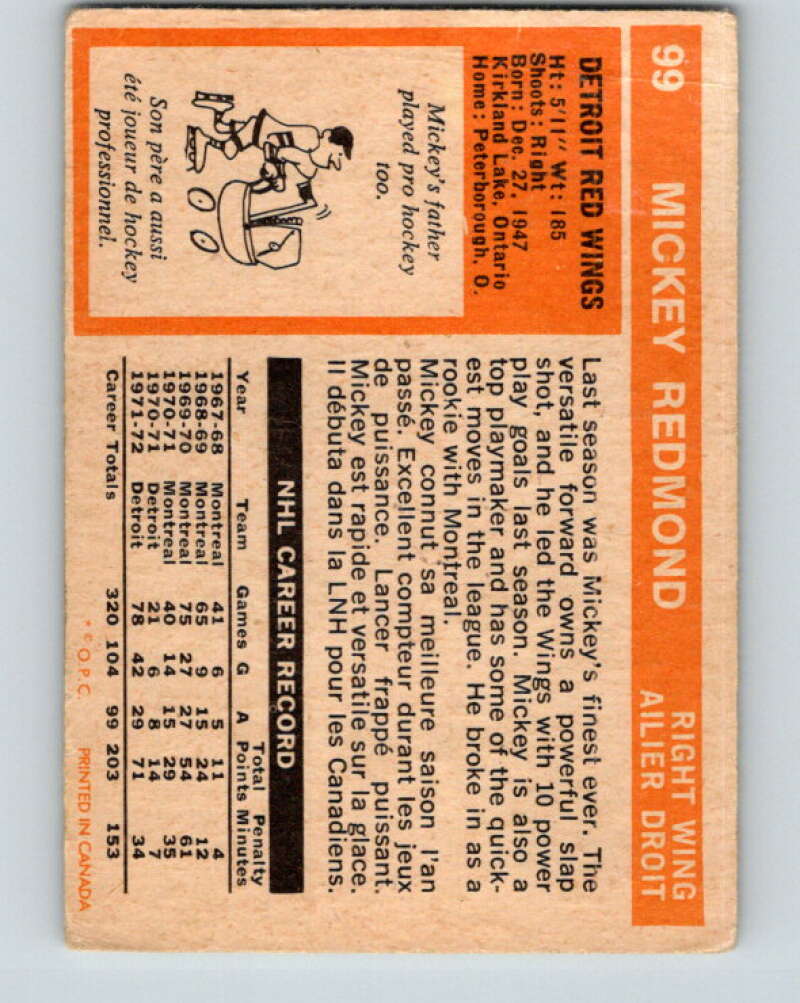 99 MICKEY REDMOND RIGHT WING
AILIER DROIT
DETROIT RED WINGS
Ht: 5'11" Wt: 185
Shoots: Right
Born: Dec. 27, 1947
Kirkland Lake, Ontario
Home: Peterborough, O.
Mickey's father
played pro hockey
too.
Son père a aussi
été joueur de hockey
professionnel.
Last season was Mickey's finest ever. The
versatile forward owns a powerful slap
shot, and he led the Wings with 10 power
play goals last season. Mickey is also a
top playmaker and has some of the quick-
est moves in the league. He broke in as a
rookie with Montreal.
Mickey connut sa meilleure saison l'an
passé. Excellent compteur durant les jeux
de puissance. Lancer frappé puissant.
Mickey est rapide et versatile sur la glace.
Il débuta dans la LNH pour les Canadiens.
NHL CAREER RECORD
Total Penalty
Year Team Games G A Points Minutes
1967-68 Montreal 41 6 5 11 4
1968-69 Montreal 65 9 15 24 12
1969-70 Montreal 75 27 27 54 61
1970-71 Montreal 40 14 15 29 35
1970-71 Detroit 21 6 8 14 7
1971-72 Detroit 78 42 29 71 34
Career Totals 320 104 99 203 153
* © O.P.C. PRINTED IN CANADA